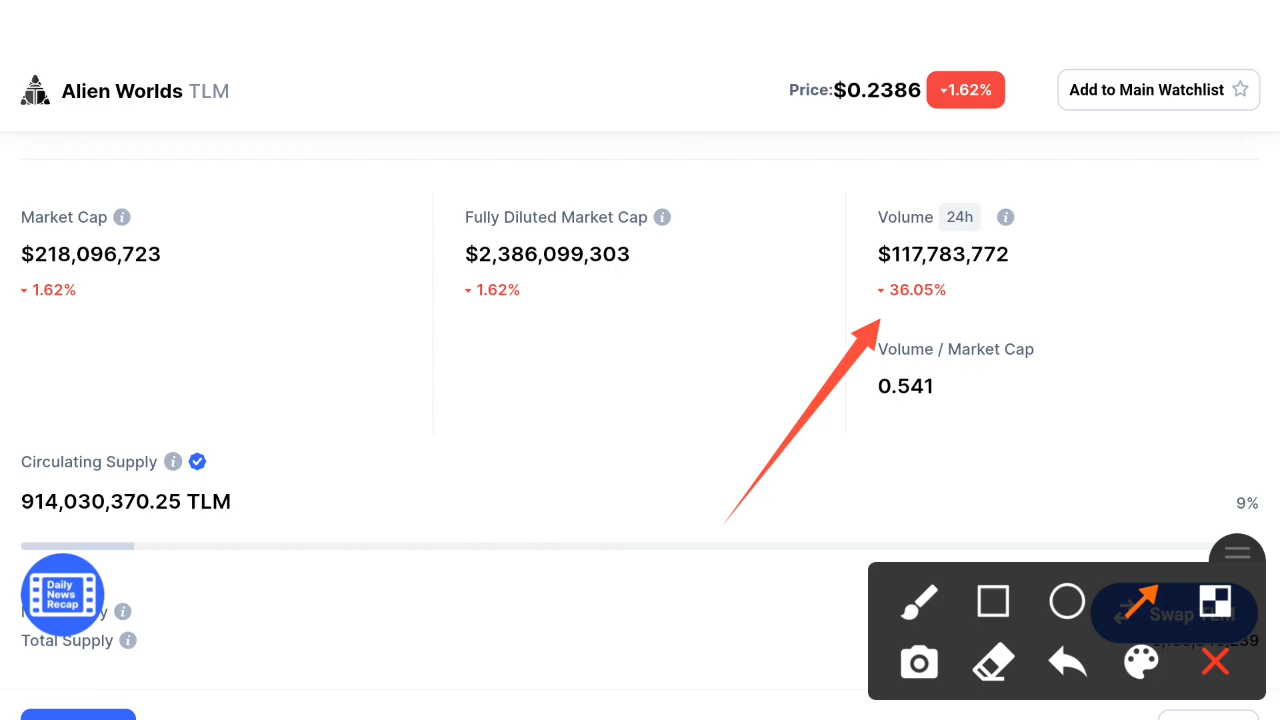 Alien Worlds TLM
Price: $0.2386 1.62%
Add to Main Watchlist
Market Cap
$218,096,723
1.62%
Fully Diluted Market Cap
$2,386,099,303
1.62%
Volume 24h
$117,783,772
36.05%
Volume / Market Cap
0.541
Circulating Supply
914,030,370.25 TLM
9%
Daily
News
Recap
Total Supply
Swap TLM